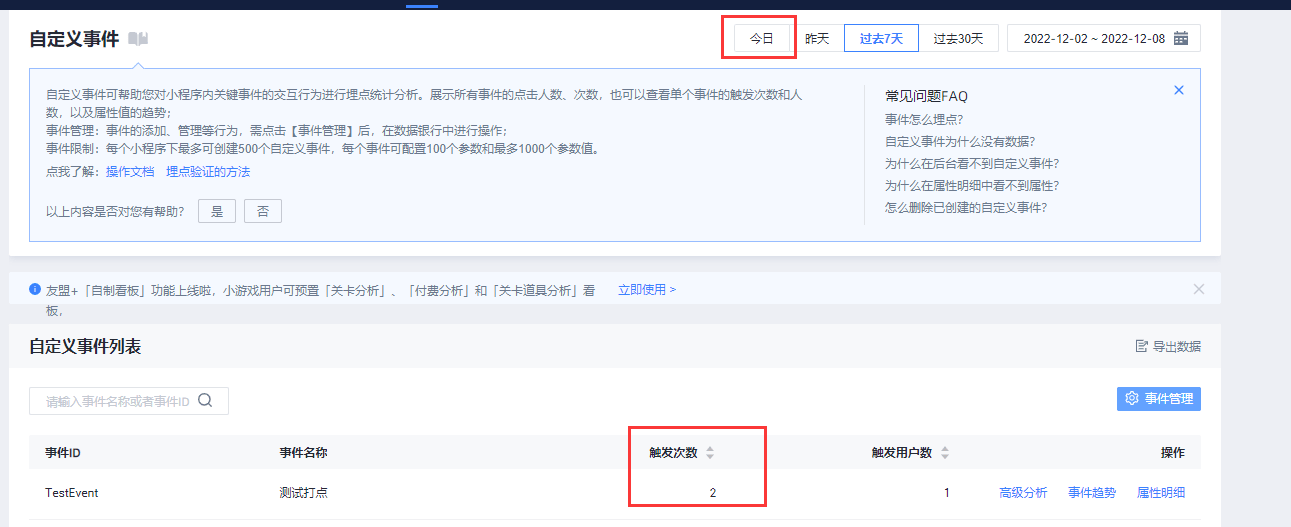 自定义事件
今日 昨天 过去7天 过去30天 2022-12-02 ~ 2022-12-08
自定义事件可帮助您对小程序内关键事件的交互行为进行埋点统计分析。展示所有事件的点击人数、次数，也可以查看单个事件的触发次数和人
数，以及属性值的趋势；
事件管理：事件的添加、管理等行为，需点击【事件管理】后，在数据银行中进行操作；
事件限制：每个小程序下最多可创建500个自定义事件，每个事件可配置100个参数和最多1000个参数值。
点我了解：操作文档 埋点验证的方法
以上内容是否对您有帮助？ 是 否
常见问题FAQ
事件怎么埋点？
自定义事件为什么没有数据？
为什么在后台看不到自定义事件？
为什么在属性明细中看不到属性？
怎么删除已创建的自定义事件？
友盟+「自制看板」功能上线啦，小游戏用户可预置「关卡分析」、「付费分析」和「关卡道具分析」看
板，
立即使用 >
自定义事件列表
导出数据
请输入事件名称或者事件ID
事件管理
事件ID 事件名称 触发次数 触发用户数 操作
TestEvent 测试打点 2 1 高级分析 事件趋势 属性明细